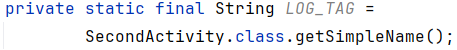 private static final String LOG_TAG =
SecondActivity.class.getSimpleName();